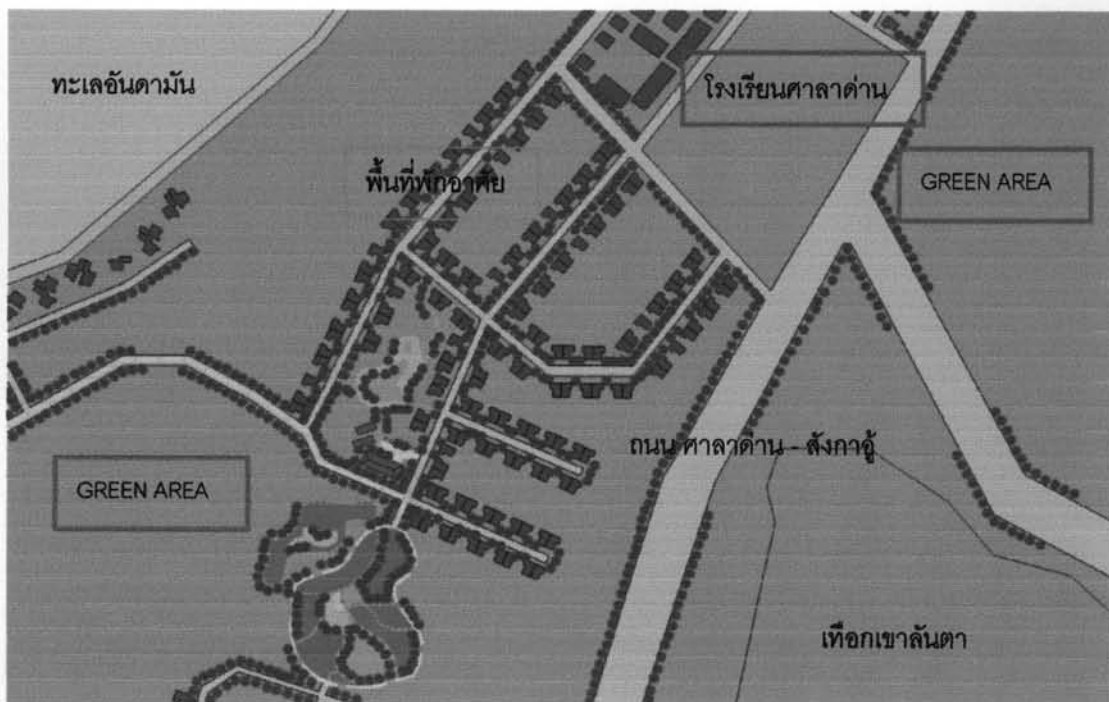 ทะเลอันดามัน
โรงเรียนศาลาด่าน
พื้นที่พักอาศัย
GREEN AREA
ถนน ศาลาด่าน - สังกาอู้
GREEN AREA
เทือกเขาลันตา